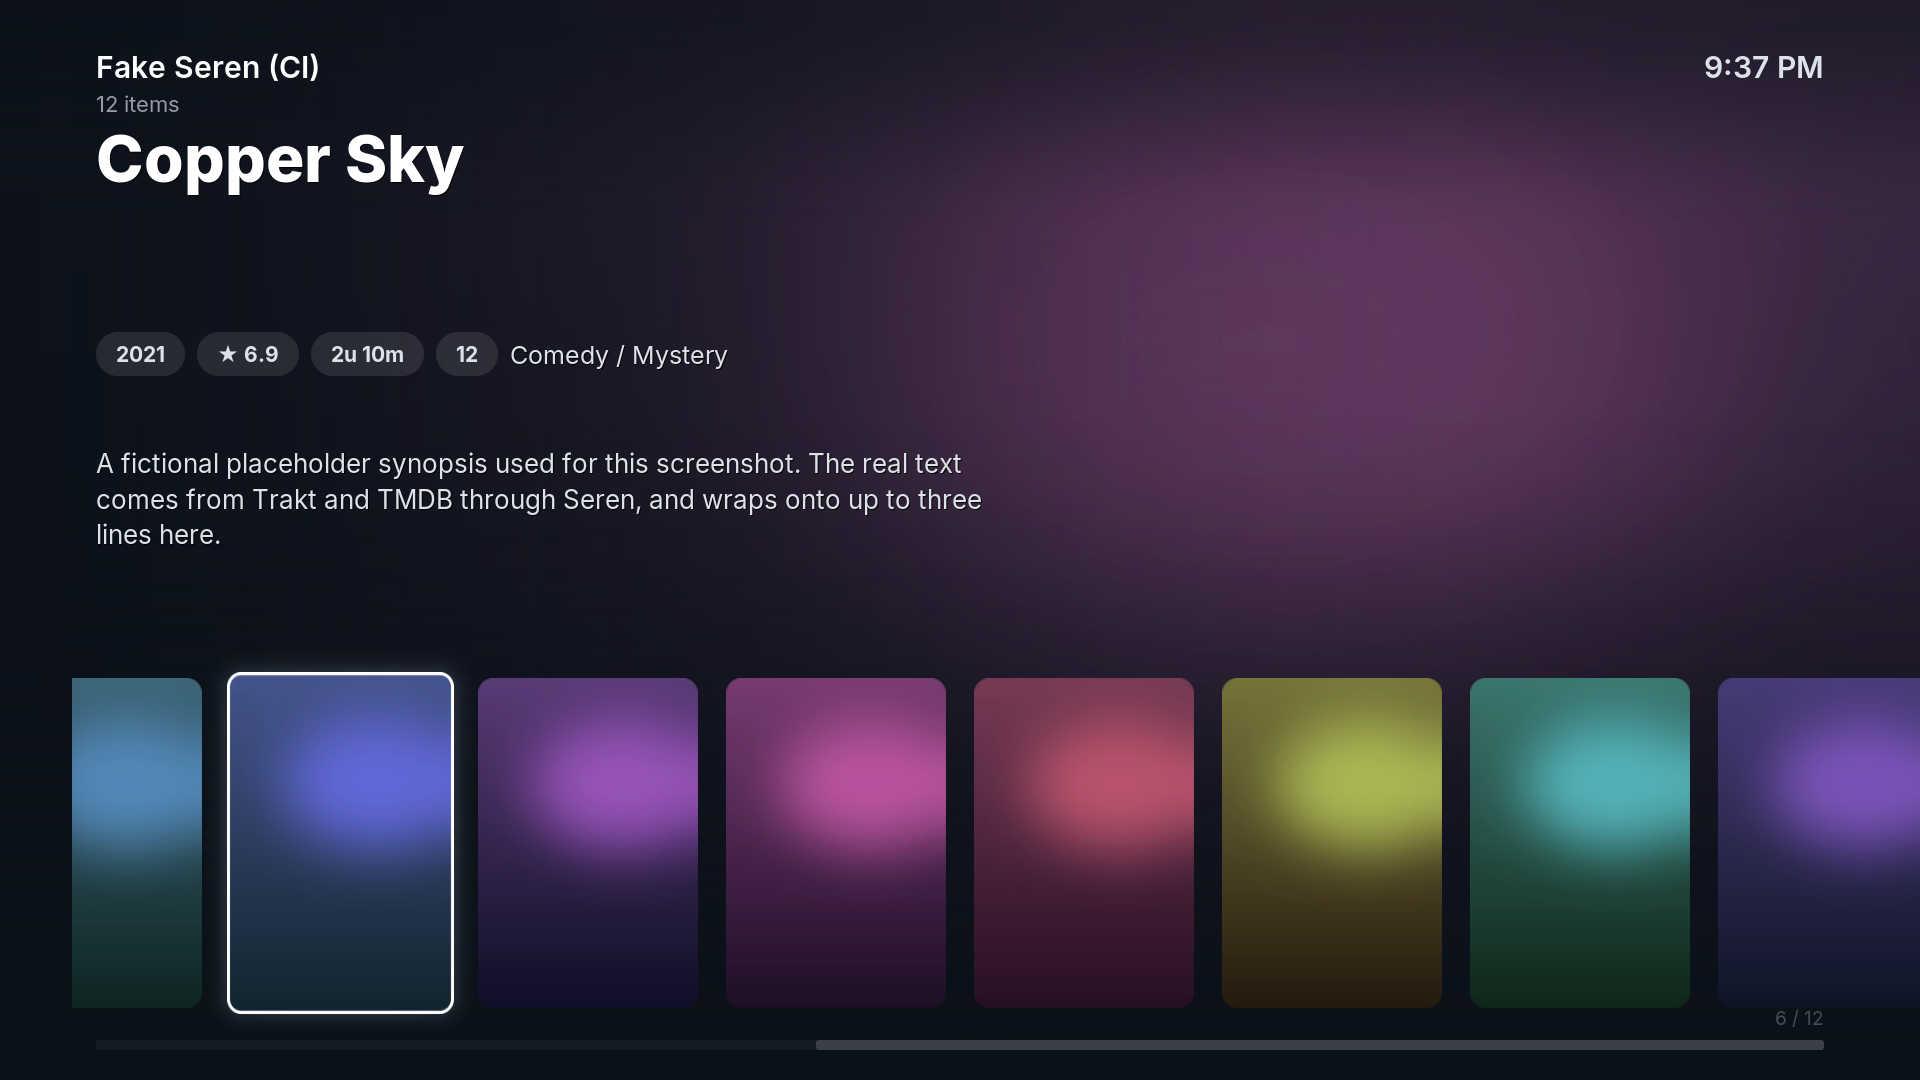 Fake Seren (CI)
9:37 PM
12 items
Copper Sky
2021
★ 6.9
2u 10m
12
Comedy / Mystery
A fictional placeholder synopsis used for this screenshot. The real text
comes from Trakt and TMDB through Seren, and wraps onto up to three
lines here.
6 / 12